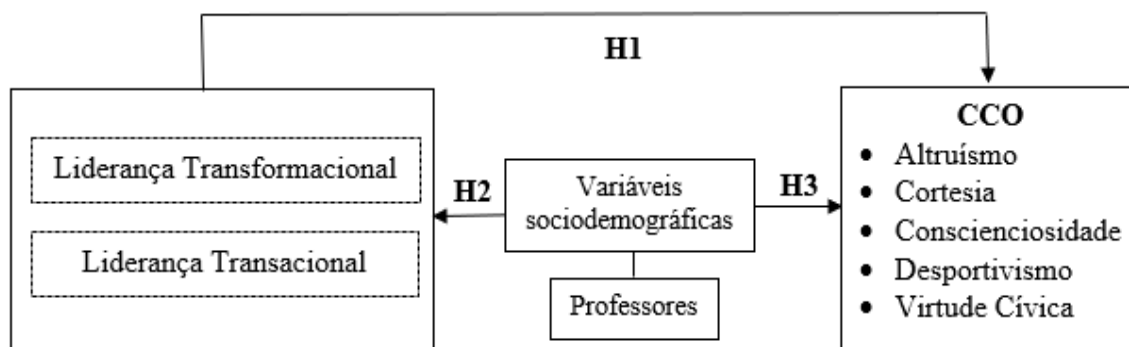 H1
Liderança Transformacional
Liderança Transacional
H2
Variáveis
sociodemográficas
Professores
H3
CCO
• Altruísmo
• Cortesia
• Conscienciosidade
• Desportivismo
• Virtude Cívica